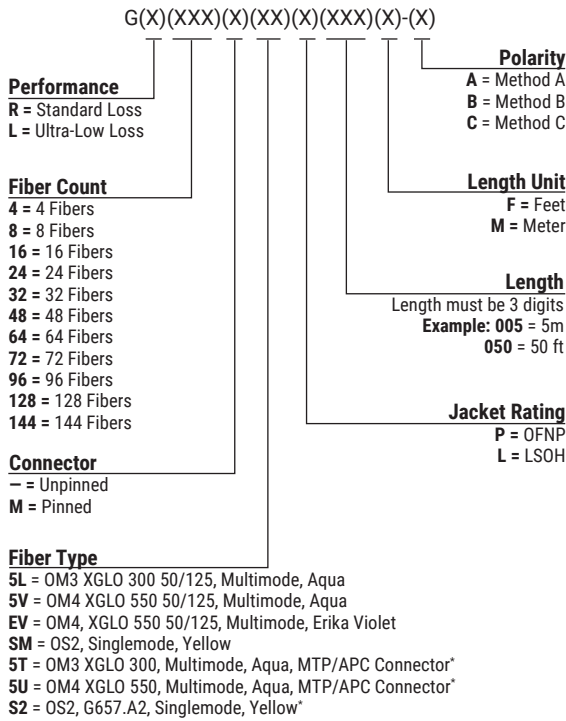 G(X)(XXX)(X)(XX)(X)(XXX)(X)-(X)
Performance
R = Standard Loss
L = Ultra-Low Loss
Fiber Count
4 = 4 Fibers
8 = 8 Fibers
16 = 16 Fibers
24 = 24 Fibers
32 = 32 Fibers
48 = 48 Fibers
64 = 64 Fibers
72 = 72 Fibers
96 = 96 Fibers
128 = 128 Fibers
144 = 144 Fibers
Connector
— = Unpinned
M = Pinned
Fiber Type
5L = OM3 XGLO 300 50/125, Multimode, Aqua
5V = OM4 XGLO 550 50/125, Multimode, Aqua
EV = OM4, XGLO 550 50/125, Multimode, Erika Violet
SM = OS2, Singlemode, Yellow
5T = OM3 XGLO 300, Multimode, Aqua, MTP/APC Connector*
5U = OM4 XGLO 550, Multimode, Aqua, MTP/APC Connector*
S2 = OS2, G657.A2, Singlemode, Yellow*
Polarity
A = Method A
B = Method B
C = Method C
Length Unit
F = Feet
M = Meter
Length
Length must be 3 digits
Example: 005 = 5m
050 = 50 ft
Jacket Rating
P = OFNP
L = LSOH